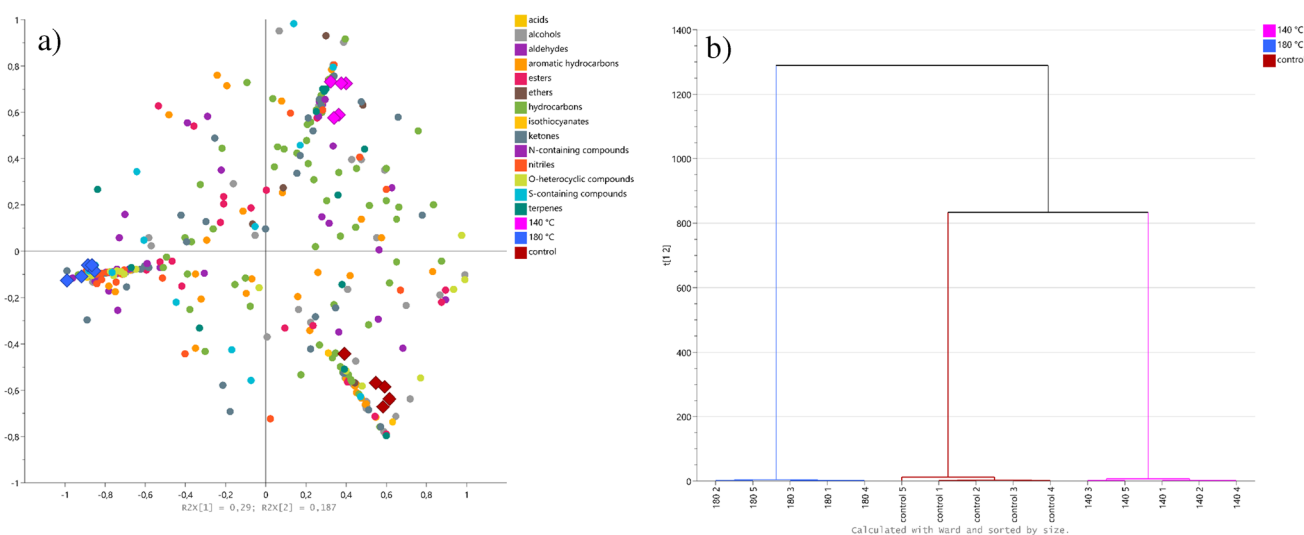 a)
1
0,8
0,6
0,4
0,2
0
-0,2
-0,4
-0,6
-0,8
-1
-1 -0,8 -0,6 -0,4 -0,2 0 0,2 0,4 0,6 0,8 1
R2X[1] = 0,29; R2X[2] = 0,187
acids
alcohols
aldehydes
aromatic hydrocarbons
esters
ethers
hydrocarbons
isothiocyanates
ketones
N-containing compounds
nitriles
O-heterocyclic compounds
S-containing compounds
terpenes
140 °C
180 °C
control
b)
1400
1200
1000
800
600
400
200
0
t[1 2]
180 2
180 5
180 3
180 1
180 4
control 5
control 1
control 2
control 3
control 4
140 3
140 5
140 1
140 2
140 4
Calculated with Ward and sorted by size.
140 °C
180 °C
control